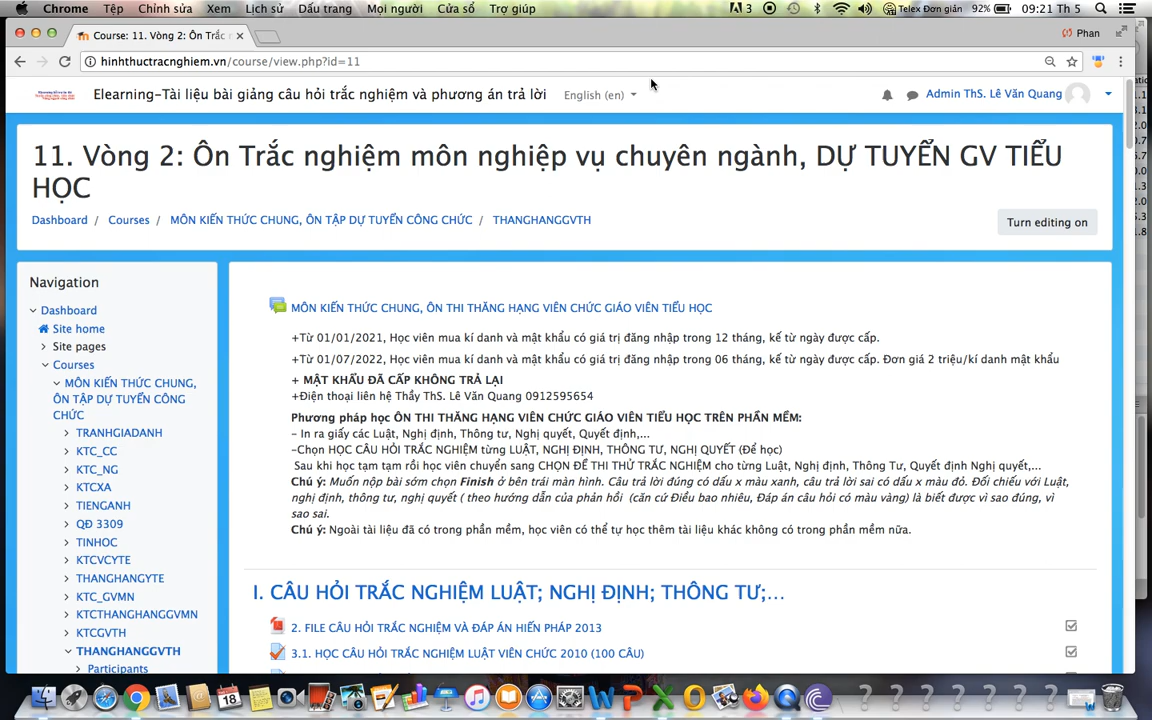 Chrome Tệp Chỉnh sửa Xem Lịch sử Dấu trang Mọi người Cửa sổ Trợ giúp 3 Telex Đơn giản 92% 09:21 Th 5
Course: 11. Vòng 2: Ôn Trắc Phan
hinhthuctracnghiem.vn/course/view.php?id=11
Elearning-Tài liệu bài giảng câu hỏi trắc nghiệm và phương án trả lời English (en) Admin ThS. Lê Văn Quang
11. Vòng 2: Ôn Trắc nghiệm môn nghiệp vụ chuyên ngành, DỰ TUYỂN GV TIỂU
HỌC
Dashboard / Courses / MÔN KIẾN THỨC CHUNG, ÔN TẬP DỰ TUYỂN CÔNG CHỨC / THANGHANGGVTH
Turn editing on
Navigation
Dashboard
Site home
Site pages
Courses
MÔN KIẾN THỨC CHUNG,
ÔN TẬP DỰ TUYỂN CÔNG
CHỨC
TRANHGIADANH
KTC_CC
KTC_NG
KTCXA
TIENGANH
QĐ 3309
TINHOC
KTCVCYTE
THANGHANGYTE
KTC_GVMN
KTCTHANGHANGGVMN
KTCGVTH
THANGHANGGVTH
Participants
MÔN KIẾN THỨC CHUNG, ÔN THI THĂNG HẠNG VIÊN CHỨC GIÁO VIÊN TIỂU HỌC
+Từ 01/01/2021, Học viên mua kí danh và mật khẩu có giá trị đăng nhập trong 12 tháng, kế từ ngày được cấp.
+Từ 01/07/2022, Học viên mua kí danh và mật khẩu có giá trị đăng nhập trong 06 tháng, kế từ ngày được cấp. Đơn giá 2 triệu/kí danh mật khẩu
+ MẬT KHẨU ĐÃ CẤP KHÔNG TRẢ LẠI
+Điện thoại liên hệ Thầy ThS. Lê Văn Quang 0912595654
Phương pháp học ÔN THI THĂNG HẠNG VIÊN CHỨC GIÁO VIÊN TIỂU HỌC TRÊN PHẦN MỀM:
- In ra giấy các Luật, Nghị định, Thông tư, Nghị quyết, Quyết định,...
-Chọn HỌC CÂU HỎI TRẮC NGHIỆM từng LUẬT, NGHỊ ĐỊNH, THÔNG TƯ, NGHỊ QUYẾT (Để học)
Sau khi học tạm tạm rồi học viên chuyển sang CHỌN ĐỀ THI THỬ TRẮC NGHIỆM cho từng Luật, Nghị định, Thông Tư, Quyết định Nghị quyết,...
Chú ý: Muốn nộp bài sớm chọn Finish ở bên trái màn hình. Câu trả lời đúng có dấu x màu xanh, câu trả lời sai có dấu x màu đỏ. Đối chiếu với Luật,
nghị định, thông tư, nghị quyết ( theo hướng dẫn của phản hồi (căn cứ Điều bao nhiêu, Đáp án câu hỏi có màu vàng) là biết được vì sao đúng, vì
sao sai.
Chú ý: Ngoài tài liệu đã có trong phần mềm, học viên có thể tự học thêm tài liệu khác không có trong phần mềm nữa.
I. CÂU HỎI TRẮC NGHIỆM LUẬT; NGHỊ ĐỊNH; THÔNG TƯ;...
2. FILE CÂU HỎI TRẮC NGHIỆM VÀ ĐÁP ÁN HIẾN PHÁP 2013
3.1. HỌC CÂU HỎI TRẮC NGHIỆM LUẬT VIÊN CHỨC 2010 (100 CÂU)